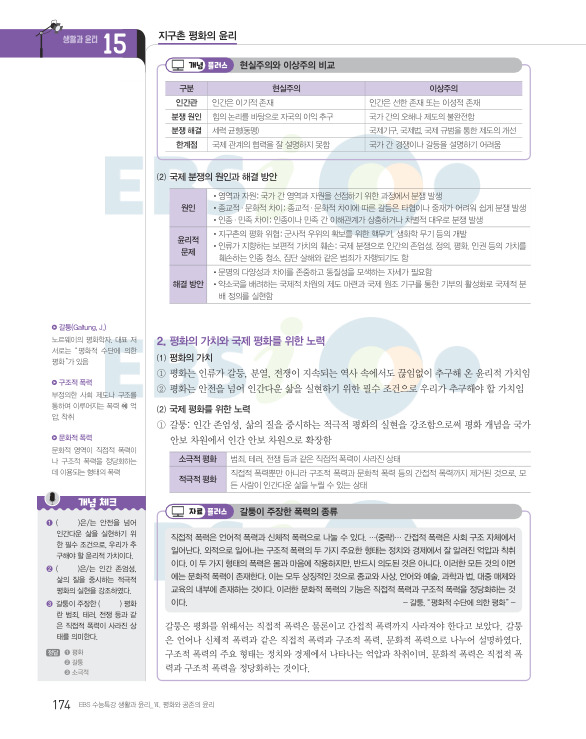 생활과 윤리 15
지구촌 평화의 윤리
개념 플러스 현실주의와 이상주의 비교
구분 현실주의 이상주의
인간관 인간은 이기적 존재 인간은 선한 존재 또는 이성적 존재
분쟁 원인 힘의 논리를 바탕으로 자국의 이익 추구 국가 간의 오해나 제도의 불완전함
분쟁 해결 세력 균형(동맹) 국제기구, 국제법, 국제 규범을 통한 제도의 개선
한계점 국제 관계의 협력을 잘 설명하지 못함 국가 간 경쟁이나 갈등을 설명하기 어려움
(2) 국제 분쟁의 원인과 해결 방안
원인
• 영역과 자원: 국가 간 영역과 자원을 선점하기 위한 과정에서 분쟁 발생
• 종교적·문화적 차이: 종교적·문화적 차이에 따른 갈등은 타협이나 중재가 어려워 쉽게 분쟁 발생
• 인종·민족 차이: 인종이나 민족 간 이해관계가 상충하거나 차별적 대우로 분쟁 발생
윤리적
문제
• 지구촌의 평화 위협: 군사적 우위의 확보를 위한 핵무기, 생화학 무기 등의 개발
• 인류가 지향하는 보편적 가치의 훼손: 국제 분쟁으로 인간의 존엄성, 정의, 평화, 인권 등의 가치를
훼손하는 인종 청소, 집단 살해와 같은 범죄가 자행되기도 함
해결 방안
• 문명의 다양성과 차이를 존중하고 동질성을 모색하는 자세가 필요함
• 약소국을 배려하는 국제적 차원의 제도 마련과 국제 원조 기구를 통한 기부의 활성화로 국제적 분
배 정의를 실현함
2. 평화의 가치와 국제 평화를 위한 노력
(1) 평화의 가치
① 평화는 인류가 갈등, 분열, 전쟁이 지속되는 역사 속에서도 끊임없이 추구해 온 윤리적 가치임
② 평화는 안전을 넘어 인간다운 삶을 실현하기 위한 필수 조건으로 우리가 추구해야 할 가치임
(2) 국제 평화를 위한 노력
① 갈퉁: 인간 존엄성, 삶의 질을 중시하는 적극적 평화의 실현을 강조함으로써 평화 개념을 국가
안보 차원에서 인간 안보 차원으로 확장함
소극적 평화 범죄, 테러, 전쟁 등과 같은 직접적 폭력이 사라진 상태
적극적 평화 직접적 폭력뿐만 아니라 구조적 폭력과 문화적 폭력 등의 간접적 폭력까지 제거된 것으로, 모
든 사람이 인간다운 삶을 누릴 수 있는 상태
자료 플러스 갈퉁이 주장한 폭력의 종류
직접적 폭력은 언어적 폭력과 신체적 폭력으로 나눌 수 있다. …(중략)… 간접적 폭력은 사회 구조 자체에서
일어난다. 외적으로 일어나는 구조적 폭력의 두 가지 주요한 형태는 정치와 경제에서 잘 알려진 억압과 착취
이다. 이 두 가지 형태의 폭력은 몸과 마음에 작용하지만, 반드시 의도된 것은 아니다. 이러한 모든 것의 이면
에는 문화적 폭력이 존재한다. 이는 모두 상징적인 것으로 종교와 사상, 언어와 예술, 과학과 법, 대중 매체와
교육의 내부에 존재하는 것이다. 이러한 문화적 폭력의 기능은 직접적 폭력과 구조적 폭력을 정당화하는 것
이다. – 갈퉁, “평화적 수단에 의한 평화” –
갈퉁은 평화를 위해서는 직접적 폭력은 물론이고 간접적 폭력까지 사라져야 한다고 보았다. 갈퉁
은 언어나 신체적 폭력과 같은 직접적 폭력과 구조적 폭력, 문화적 폭력으로 나누어 설명하였다.
구조적 폭력의 주요 형태는 정치와 경제에서 나타나는 억압과 착취이며, 문화적 폭력은 직접적 폭
력과 구조적 폭력을 정당화하는 것이다.
갈퉁(Galtung, J.)
노르웨이의 평화학자, 대표 저
서로는 “평화적 수단에 의한
평화”가 있음
구조적 폭력
부정의한 사회 제도나 구조를
통하여 이루어지는 폭력 예 억
압, 착취
문화적 폭력
문화적 영역이 직접적 폭력이
나 구조적 폭력을 정당화하는
데 이용되는 형태의 폭력
개념 체크
❶ ( )은/는 안전을 넘어
인간다운 삶을 실현하기 위
한 필수 조건으로, 우리가 추
구해야 할 윤리적 가치이다.
❷ ( )은/는 인간 존엄성,
삶의 질을 중시하는 적극적
평화의 실현을 강조하였다.
❸ 갈퉁이 주장한 ( ) 평화
란 범죄, 테러, 전쟁 등과 같
은 직접적 폭력이 사라진 상
태를 의미한다.
정답 ❶ 평화
❷ 갈퉁
❸ 소극적
174 EBS 수능특강 생활과 윤리_Ⅵ. 평화와 공존의 윤리